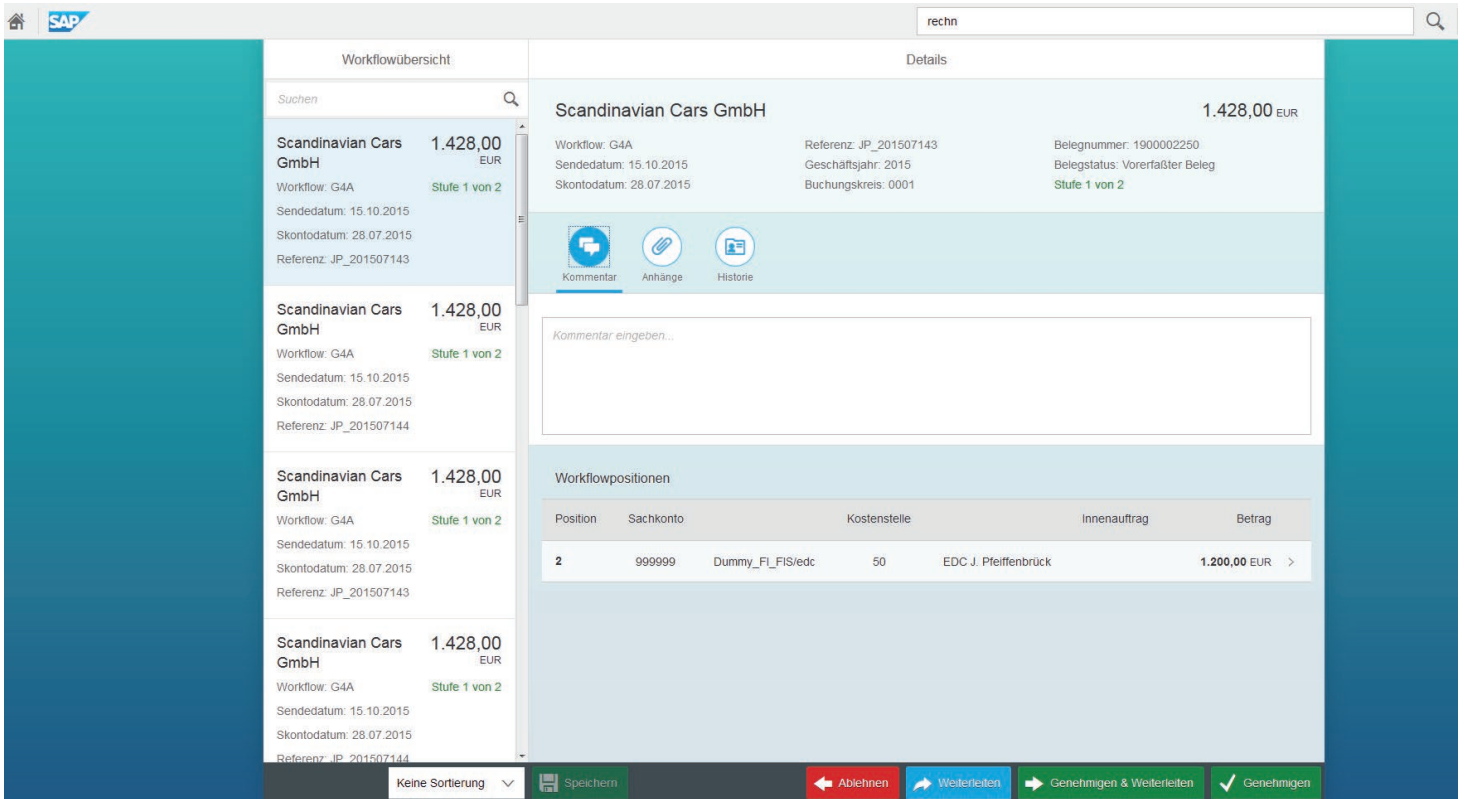 SAP
rechn
Workflowübersicht
Details
Suchen
Scandinavian Cars GmbH
1.428,00 EUR
Workflow: G4A
Stufe 1 von 2
Sendedatum: 15.10.2015
Skontodatum: 28.07.2015
Referenz: JP_201507143
Scandinavian Cars GmbH
1.428,00 EUR
Workflow: G4A
Stufe 1 von 2
Sendedatum: 15.10.2015
Skontodatum: 28.07.2015
Referenz: JP_201507144
Scandinavian Cars GmbH
1.428,00 EUR
Workflow: G4A
Stufe 1 von 2
Sendedatum: 15.10.2015
Skontodatum: 28.07.2015
Referenz: JP_201507143
Scandinavian Cars GmbH
1.428,00 EUR
Workflow: G4A
Stufe 1 von 2
Sendedatum: 15.10.2015
Skontodatum: 28.07.2015
Referenz: JP_201507144
Keine Sortierung
Scandinavian Cars GmbH
1.428,00 EUR
Workflow: G4A
Referenz: JP_201507143
Belegnummer: 1900002250
Sendedatum: 15.10.2015
Geschäftsjahr: 2015
Belegstatus: Vorerfaßter Beleg
Skontodatum: 28.07.2015
Buchungskreis: 0001
Stufe 1 von 2
Kommentar
Anhänge
Historie
Kommentar eingeben...
Workflowpositionen
Position Sachkonto Kostenstelle Innenauftrag Betrag
2 999999 Dummy_FI_FIS/edc 50 EDC J. Pfeiffenbrück 1.200,00 EUR
Speichern
Ablehnen
Weiterleiten
Genehmigen & Weiterleiten
Genehmigen